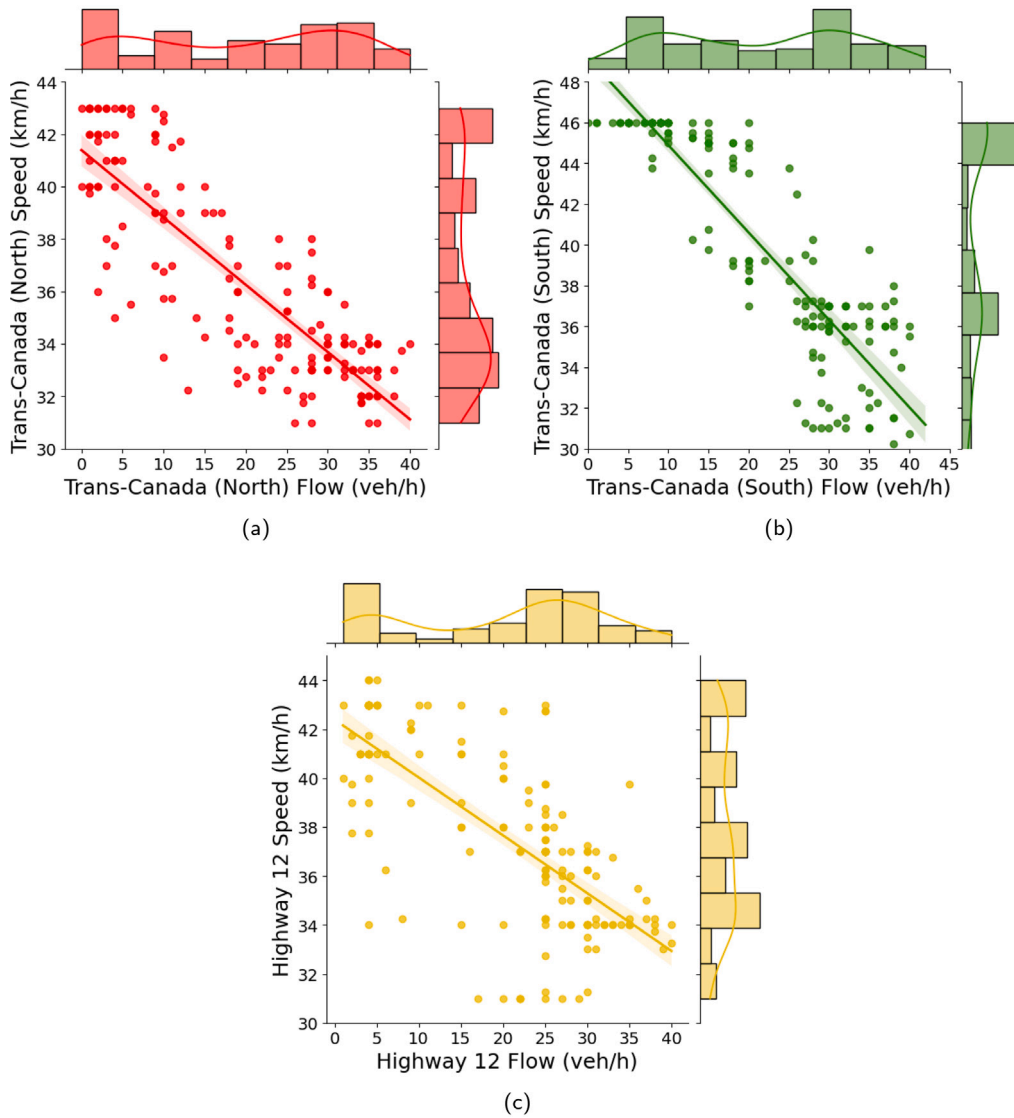 44
42
40
38
36
34
32
30
Trans-Canada (North) Speed (km/h)
0 5 10 15 20 25 30 35 40
Trans-Canada (North) Flow (veh/h)
(a)
48
46
44
42
40
38
36
34
32
30
Trans-Canada (South) Speed (km/h)
0 5 10 15 20 25 30 35 40 45
Trans-Canada (South) Flow (veh/h)
(b)
44
42
40
38
36
34
32
30
Highway 12 Speed (km/h)
0 5 10 15 20 25 30 35 40
Highway 12 Flow (veh/h)
(c)